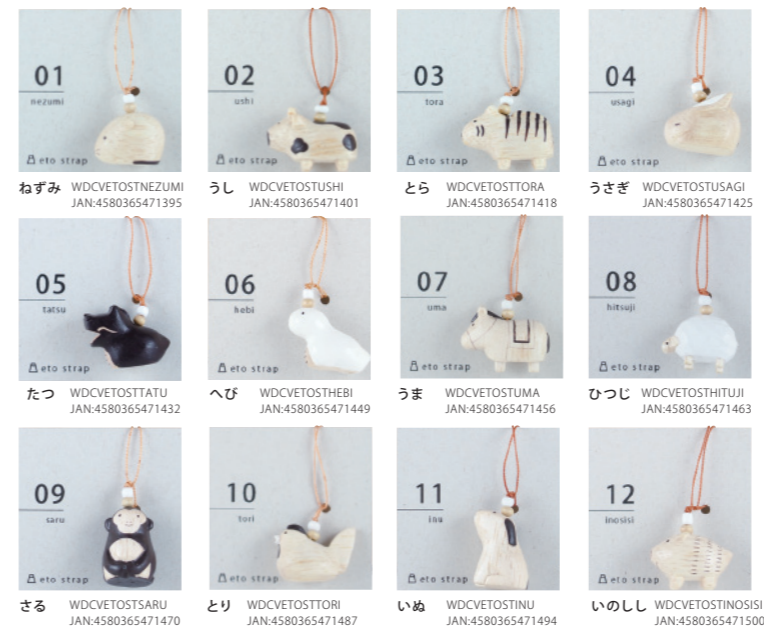 01
nezumi
eto strap
ねずみ WDCVETOSTNEZUMI
JAN:4580365471395
02
ushi
eto strap
うし WDCVETOSTUSHI
JAN:4580365471401
03
tora
eto strap
とら WDCVETOSTTORA
JAN:4580365471418
04
usagi
eto strap
うさぎ WDCVETOSTUSAGI
JAN:4580365471425
05
tatsu
eto strap
たつ WDCVETOSTTATU
JAN:4580365471432
06
hebi
eto strap
へび WDCVETOSTHEBI
JAN:4580365471449
07
uma
eto strap
うま WDCVETOSTUMA
JAN:4580365471456
08
hitsuji
eto strap
ひつじ WDCVETOSTHITUJI
JAN:4580365471463
09
saru
eto strap
さる WDCVETOSTSARU
JAN:4580365471470
10
tori
eto strap
とり WDCVETOSTTORI
JAN:4580365471487
11
inu
eto strap
いぬ WDCVETOSTINU
JAN:4580365471494
12
inosisi
eto strap
いのしし WDCVETOSTINOSISI
JAN:4580365471500